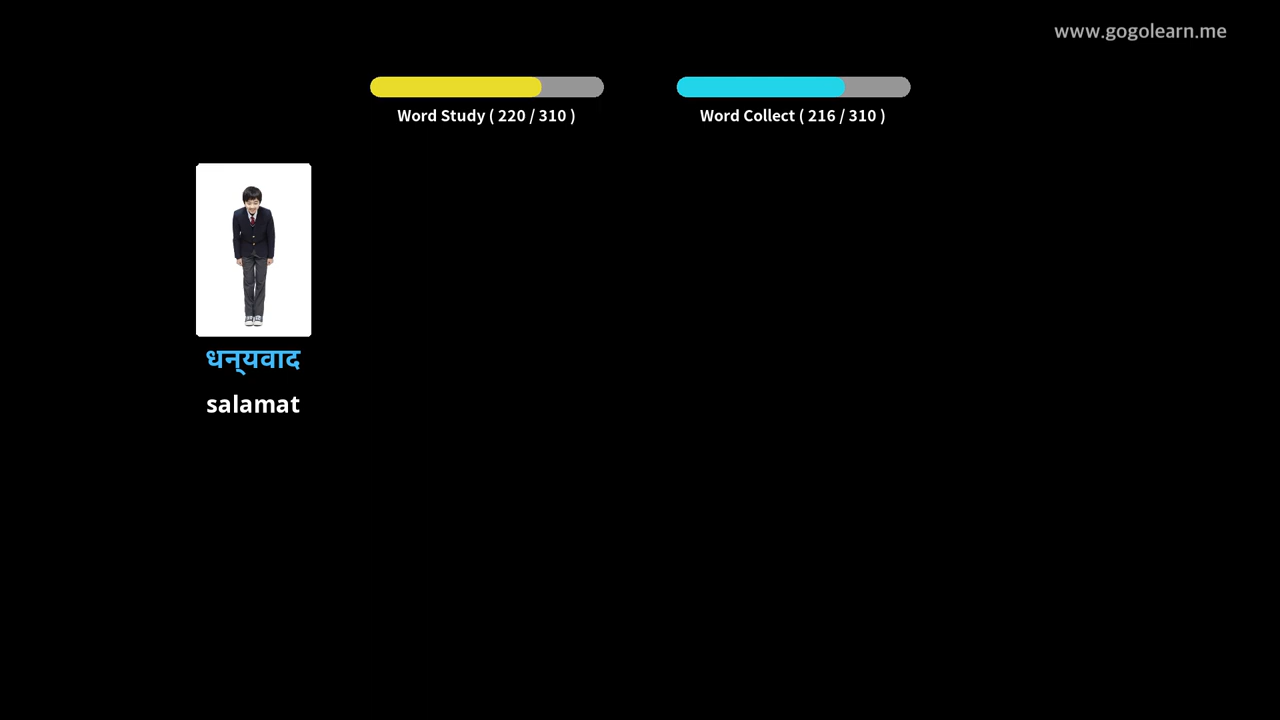 www.gogolearn.me
Word Study ( 220 / 310 )
Word Collect ( 216 / 310 )
धन्यवाद
salamat